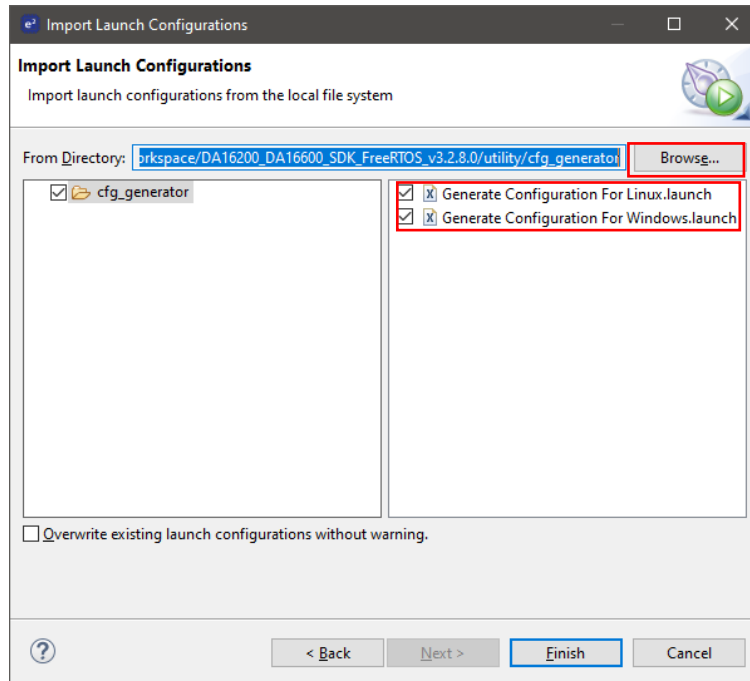 e² Import Launch Configurations
Import Launch Configurations
Import launch configurations from the local file system
From Directory: orkspace/DA16200_DA16600_SDK_FreeRTOS_v3.2.8.0/utility/cfg_generator Browse...
cfg_generator
Generate Configuration For Linux.launch
Generate Configuration For Windows.launch
Overwrite existing launch configurations without warning.
? < Back Next > Finish Cancel